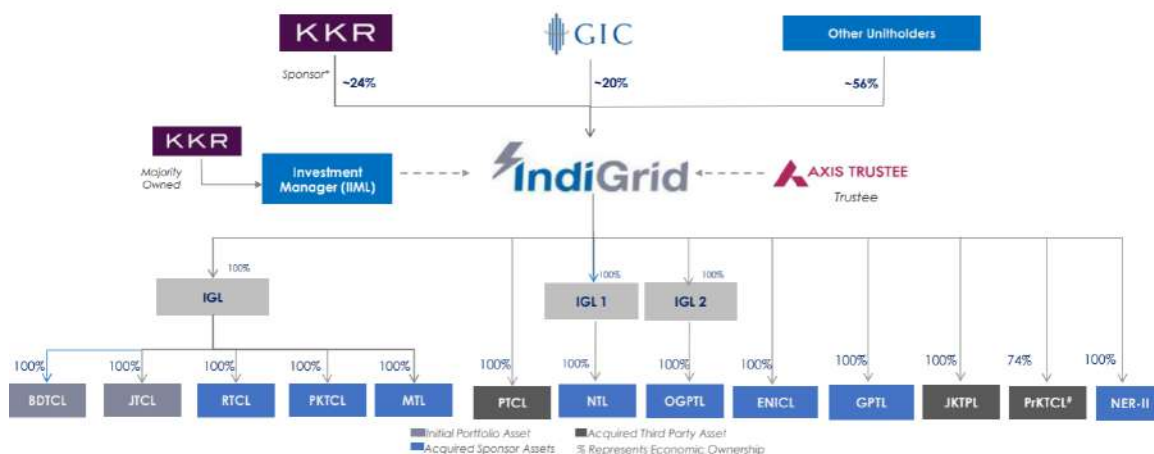 KKR
GIC
Other Unitholders
Sponsor*
~24%
~20%
~56%
KKR
Majority
Owned
Investment
Manager (IIML)
IndiGrid
AXIS TRUSTEE
Trustee
100%
100%
100%
IGL
IGL 1
IGL 2
100%
100%
100%
100%
100%
100%
100%
100%
100%
100%
100%
74%
100%
BDTCL
JTCL
RTCL
PKTCL
MTL
PTCL
NTL
OGPTL
ENICL
GPTL
JKTPL
PrKTCL#
NER-II
Initial Portfolio Asset
Acquired Third Party Asset
Acquired Sponsor Assets
% Represents Economic Ownership